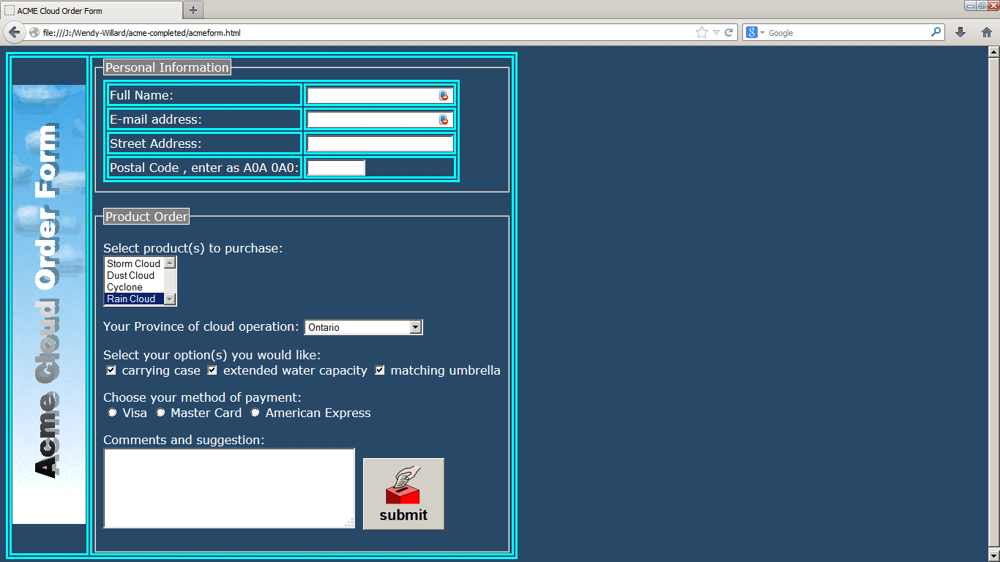 ACME Cloud Order Form
file:///J:/Wendy-Willard/acme-completed/acmeform.html
Google
Acme Cloud Order Form
Personal Information
Full Name:
E-mail address:
Street Address:
Postal Code , enter as A0A 0A0:
Product Order
Select product(s) to purchase:
Storm Cloud
Dust Cloud
Cyclone
Rain Cloud
Your Province of cloud operation: Ontario
Select your option(s) you would like:
carrying case extended water capacity matching umbrella
Choose your method of payment:
Visa Master Card American Express
Comments and suggestion:
submit